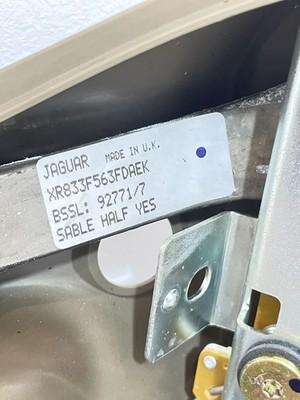 JAGUAR MADE IN U.K.
XR833F563FDAEK
BSSL: 92771/7
SABLE HALF YES